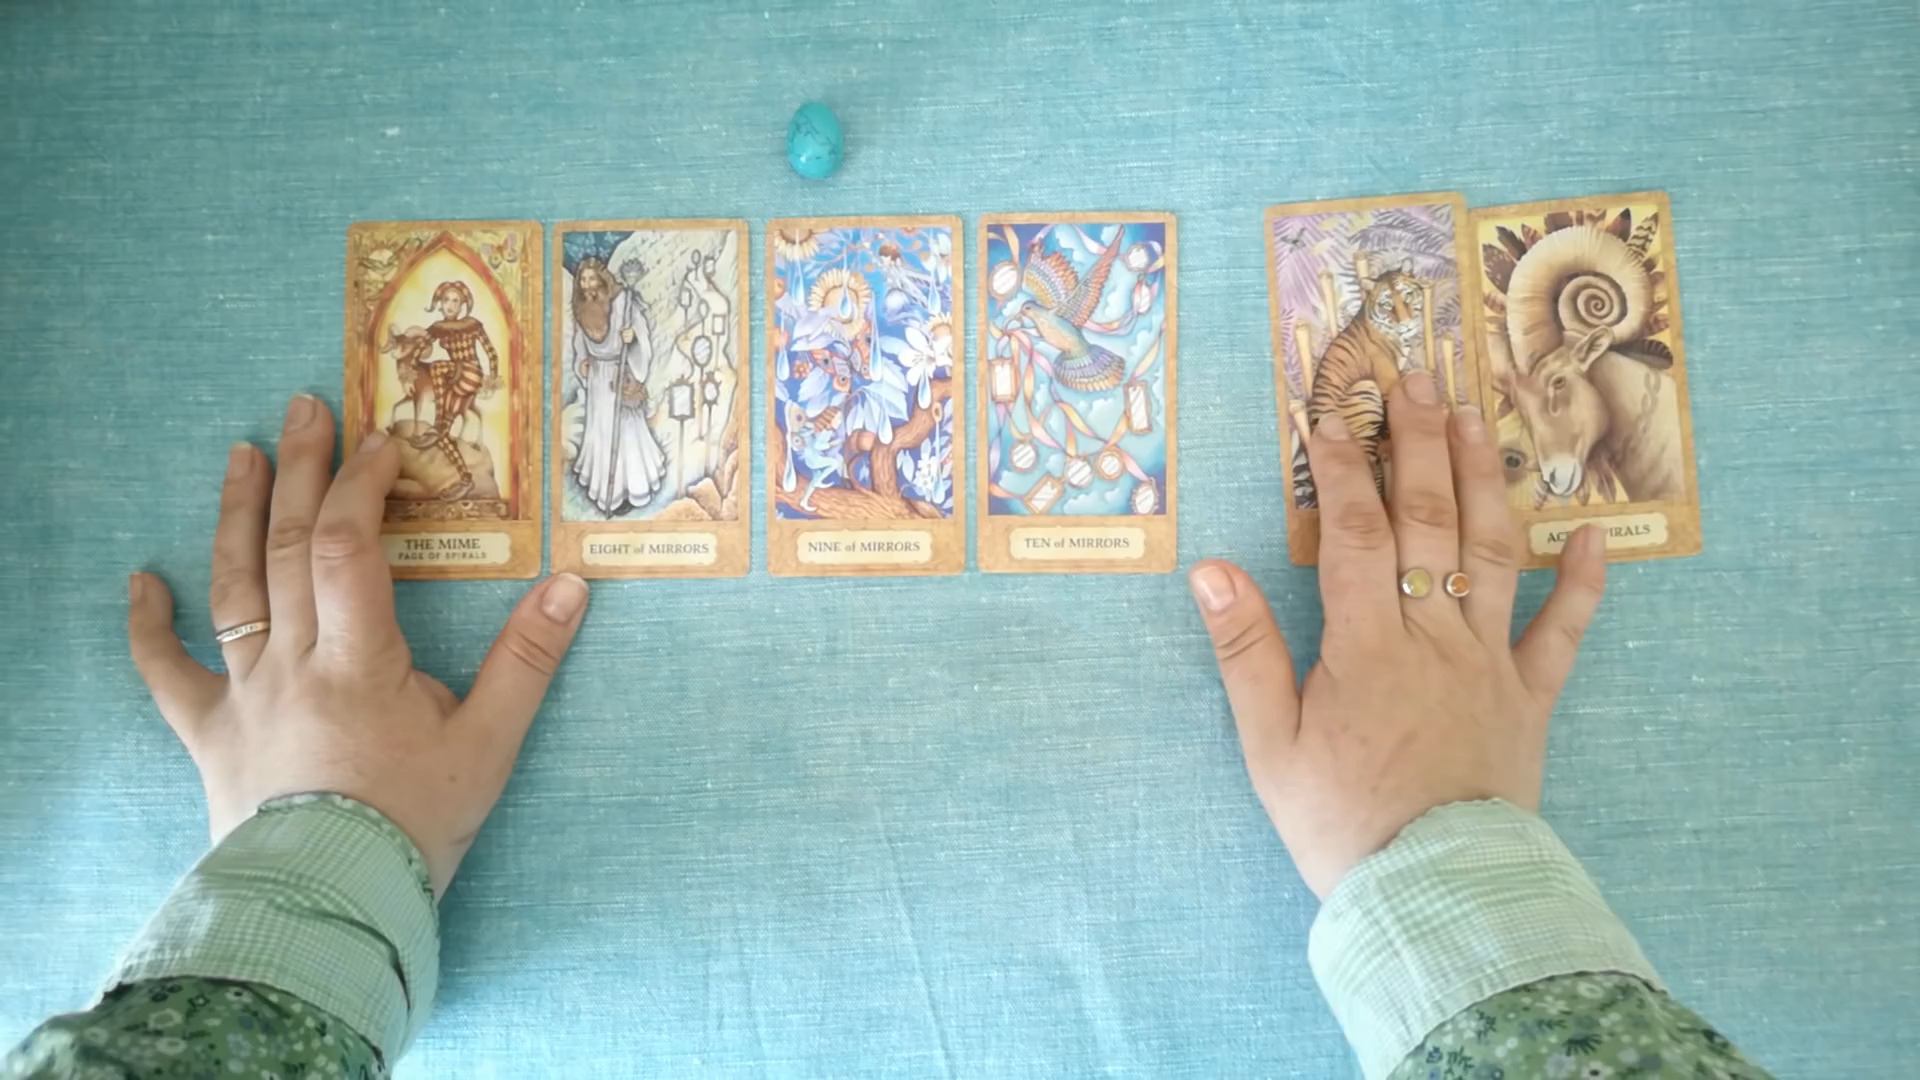 THE MIME
PAGE OF SPIRALS
EIGHT of MIRRORS
NINE of MIRRORS
TEN of MIRRORS